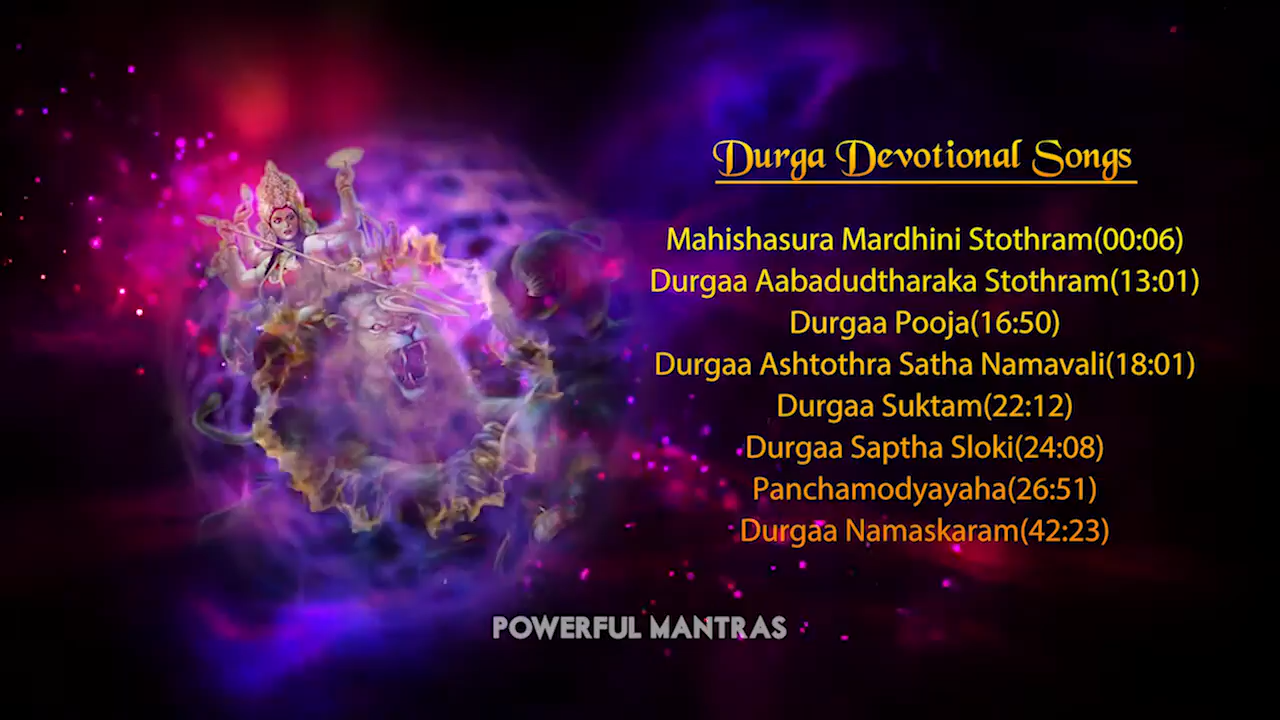 Durga Devotional Songs
Mahishasura Mardhini Stothram(00:06)
Durgaa Aabadudtharaka Stothram(13:01)
Durgaa Pooja(16:50)
Durgaa Ashtothra Satha Namavali(18:01)
Durgaa Suktam(22:12)
Durgaa Saptha Sloki(24:08)
Panchamodyayaha(26:51)
Durgaa Namaskaram(42:23)
POWERFUL MANTRAS